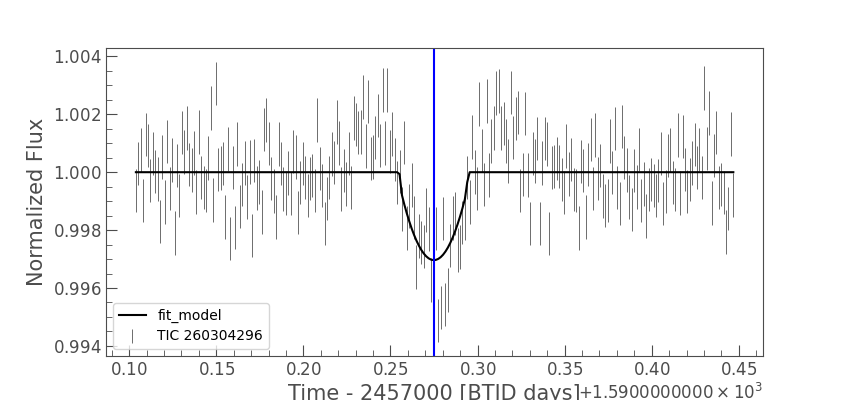 1.004
1.002
1.000
0.998
0.996
0.994
Normalized Flux
fit_model
TIC 260304296
0.10 0.15 0.20 0.25 0.30 0.35 0.40 0.45
Time - 2457000 [BTJD days]
+1.5900000000 × 10³